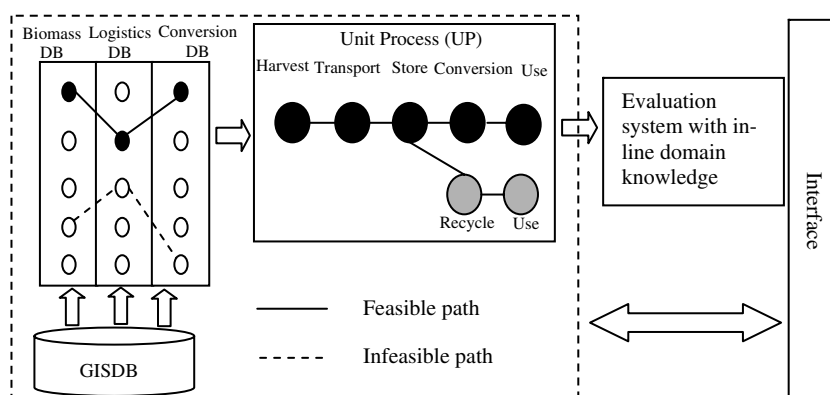 Biomass Logistics Conversion
DB DB DB
Unit Process (UP)
Harvest Transport Store Conversion Use
Recycle Use
Evaluation
system with in-
line domain
knowledge
Interface
Feasible path
Infeasible path
GISDB